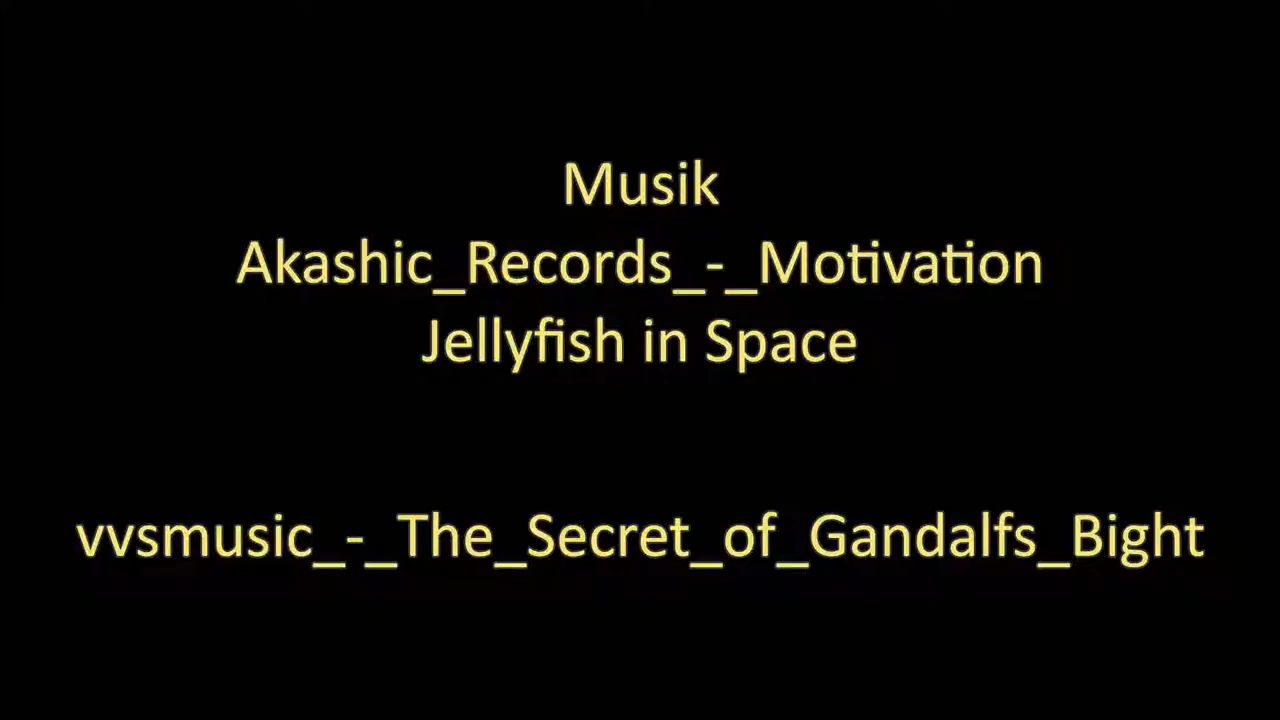 Musik
Akashic_Records_-_Motivation
Jellyfish in Space
vvsmusic_-_The_Secret_of_Gandalfs_Bight